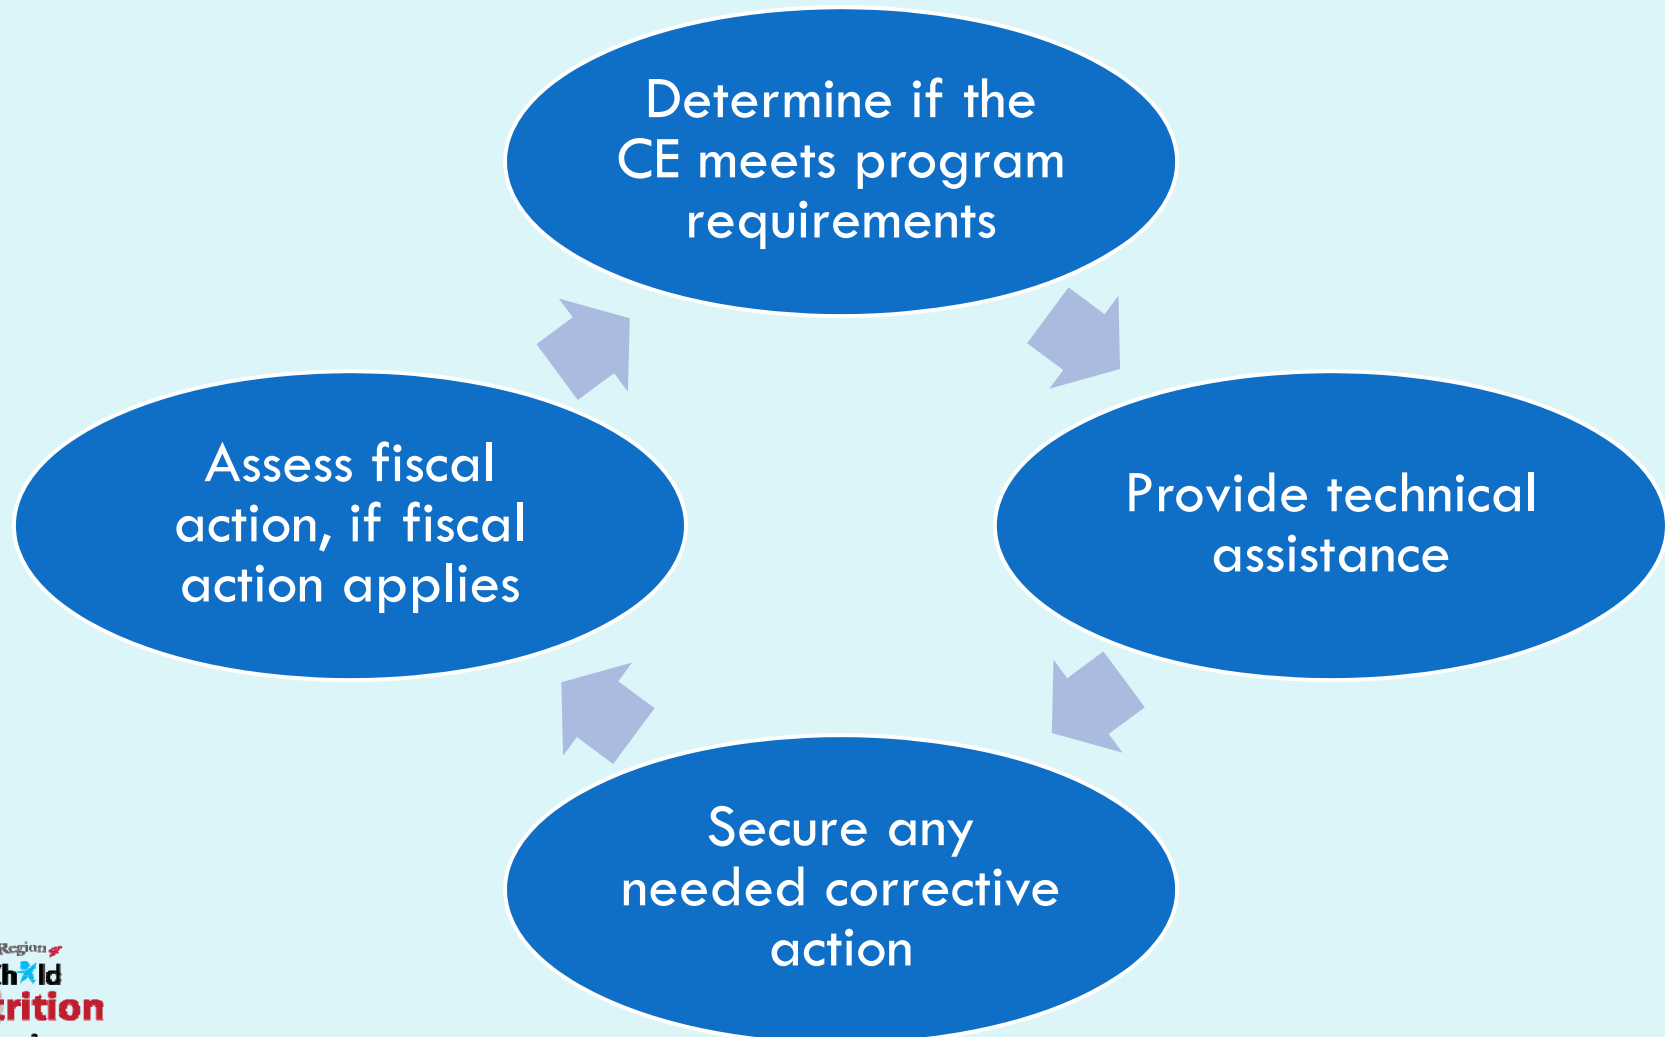 Determine if the
CE meets program
requirements
Provide technical
assistance
Secure any
needed corrective
action
Assess fiscal
action, if fiscal
action applies
Region 4